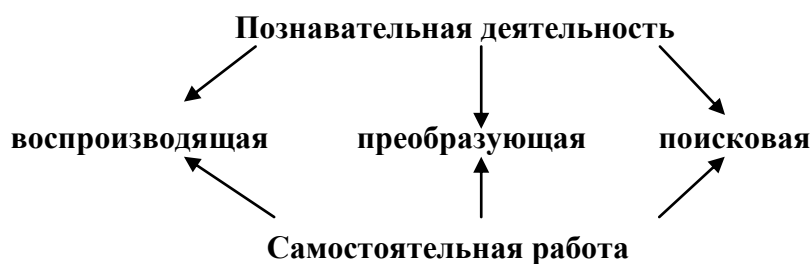 Познавательная деятельность
воспроизводящая преобразующая поисковая
Самостоятельная работа